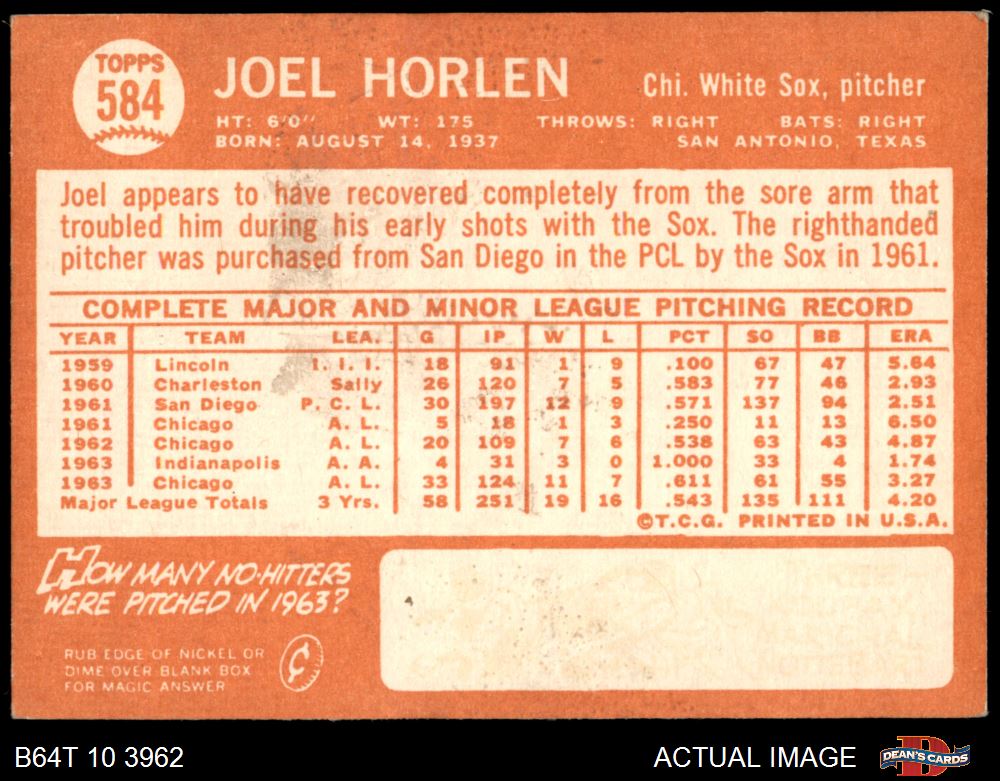 TOPPS
584
JOEL HORLEN
Chi. White Sox, pitcher
HT: 6'0" WT: 175 THROWS: RIGHT BATS: RIGHT
BORN: AUGUST 14, 1937 SAN ANTONIO, TEXAS
Joel appears to have recovered completely from the sore arm that
troubled him during his early shots with the Sox. The righthanded
pitcher was purchased from San Diego in the PCL by the Sox in 1961.
COMPLETE MAJOR AND MINOR LEAGUE PITCHING RECORD
YEAR TEAM LEA. G IP W L PCT SO BB ERA
1959 Lincoln I. I. I. 18 91 1 9 .100 67 47 5.64
1960 Charleston Sally 26 120 7 5 .583 77 46 2.93
1961 San Diego P. C. L. 30 197 12 9 .571 137 94 2.51
1961 Chicago A. L. 5 18 1 3 .250 11 13 6.50
1962 Chicago A. L. 20 109 7 6 .538 63 43 4.87
1963 Indianapolis A. A. 4 31 3 0 1.000 33 4 1.74
1963 Chicago A. L. 33 124 11 7 .611 61 55 3.27
Major League Totals 3 Yrs. 58 251 19 16 .543 135 111 4.20
©T.C.G. PRINTED IN U.S.A.
HOW MANY NO-HITTERS
WERE PITCHED IN 1963?
RUB EDGE OF NICKEL OR
DIME OVER BLANK BOX
FOR MAGIC ANSWER
¢
B64T 10 3962
ACTUAL IMAGE
DEAN'S CARDS